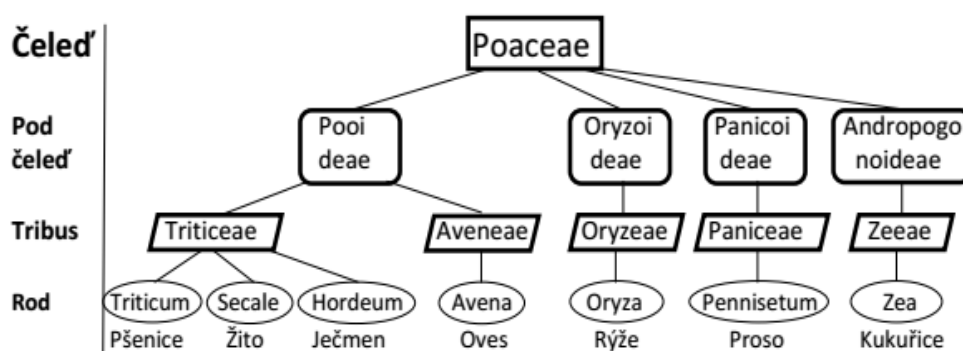 Čeleď
Poaceae
Pod
čeleď
Pooi
deae
Oryzoi
deae
Panicoi
deae
Andropogo
noideae
Tribus
Triticeae
Aveneae
Oryzeae
Paniceae
Zeeae
Rod
Triticum
Secale
Hordeum
Avena
Oryza
Pennisetum
Zea
Pšenice
Žito
Ječmen
Oves
Rýže
Proso
Kukuřice